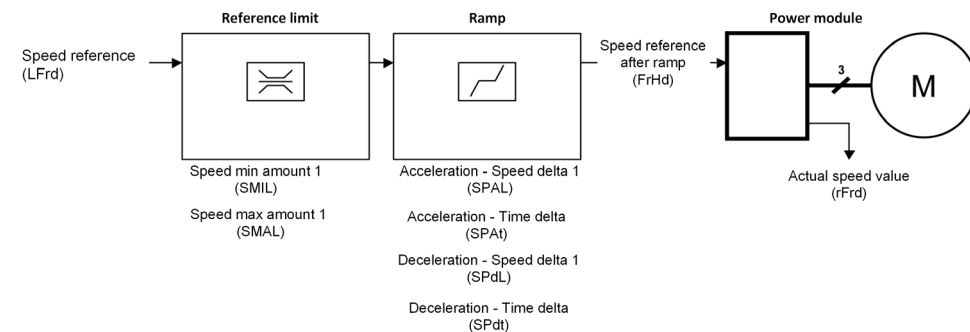 Reference limit
Ramp
Power module
Speed reference
(LFrd)
Speed reference
after ramp
(FrHd)
3
M
Speed min amount 1
(SMIL)
Speed max amount 1
(SMAL)
Acceleration - Speed delta 1
(SPAL)
Acceleration - Time delta
(SPAt)
Deceleration - Speed delta 1
(SPdL)
Deceleration - Time delta
(SPdt)
Actual speed value
(rFrd)